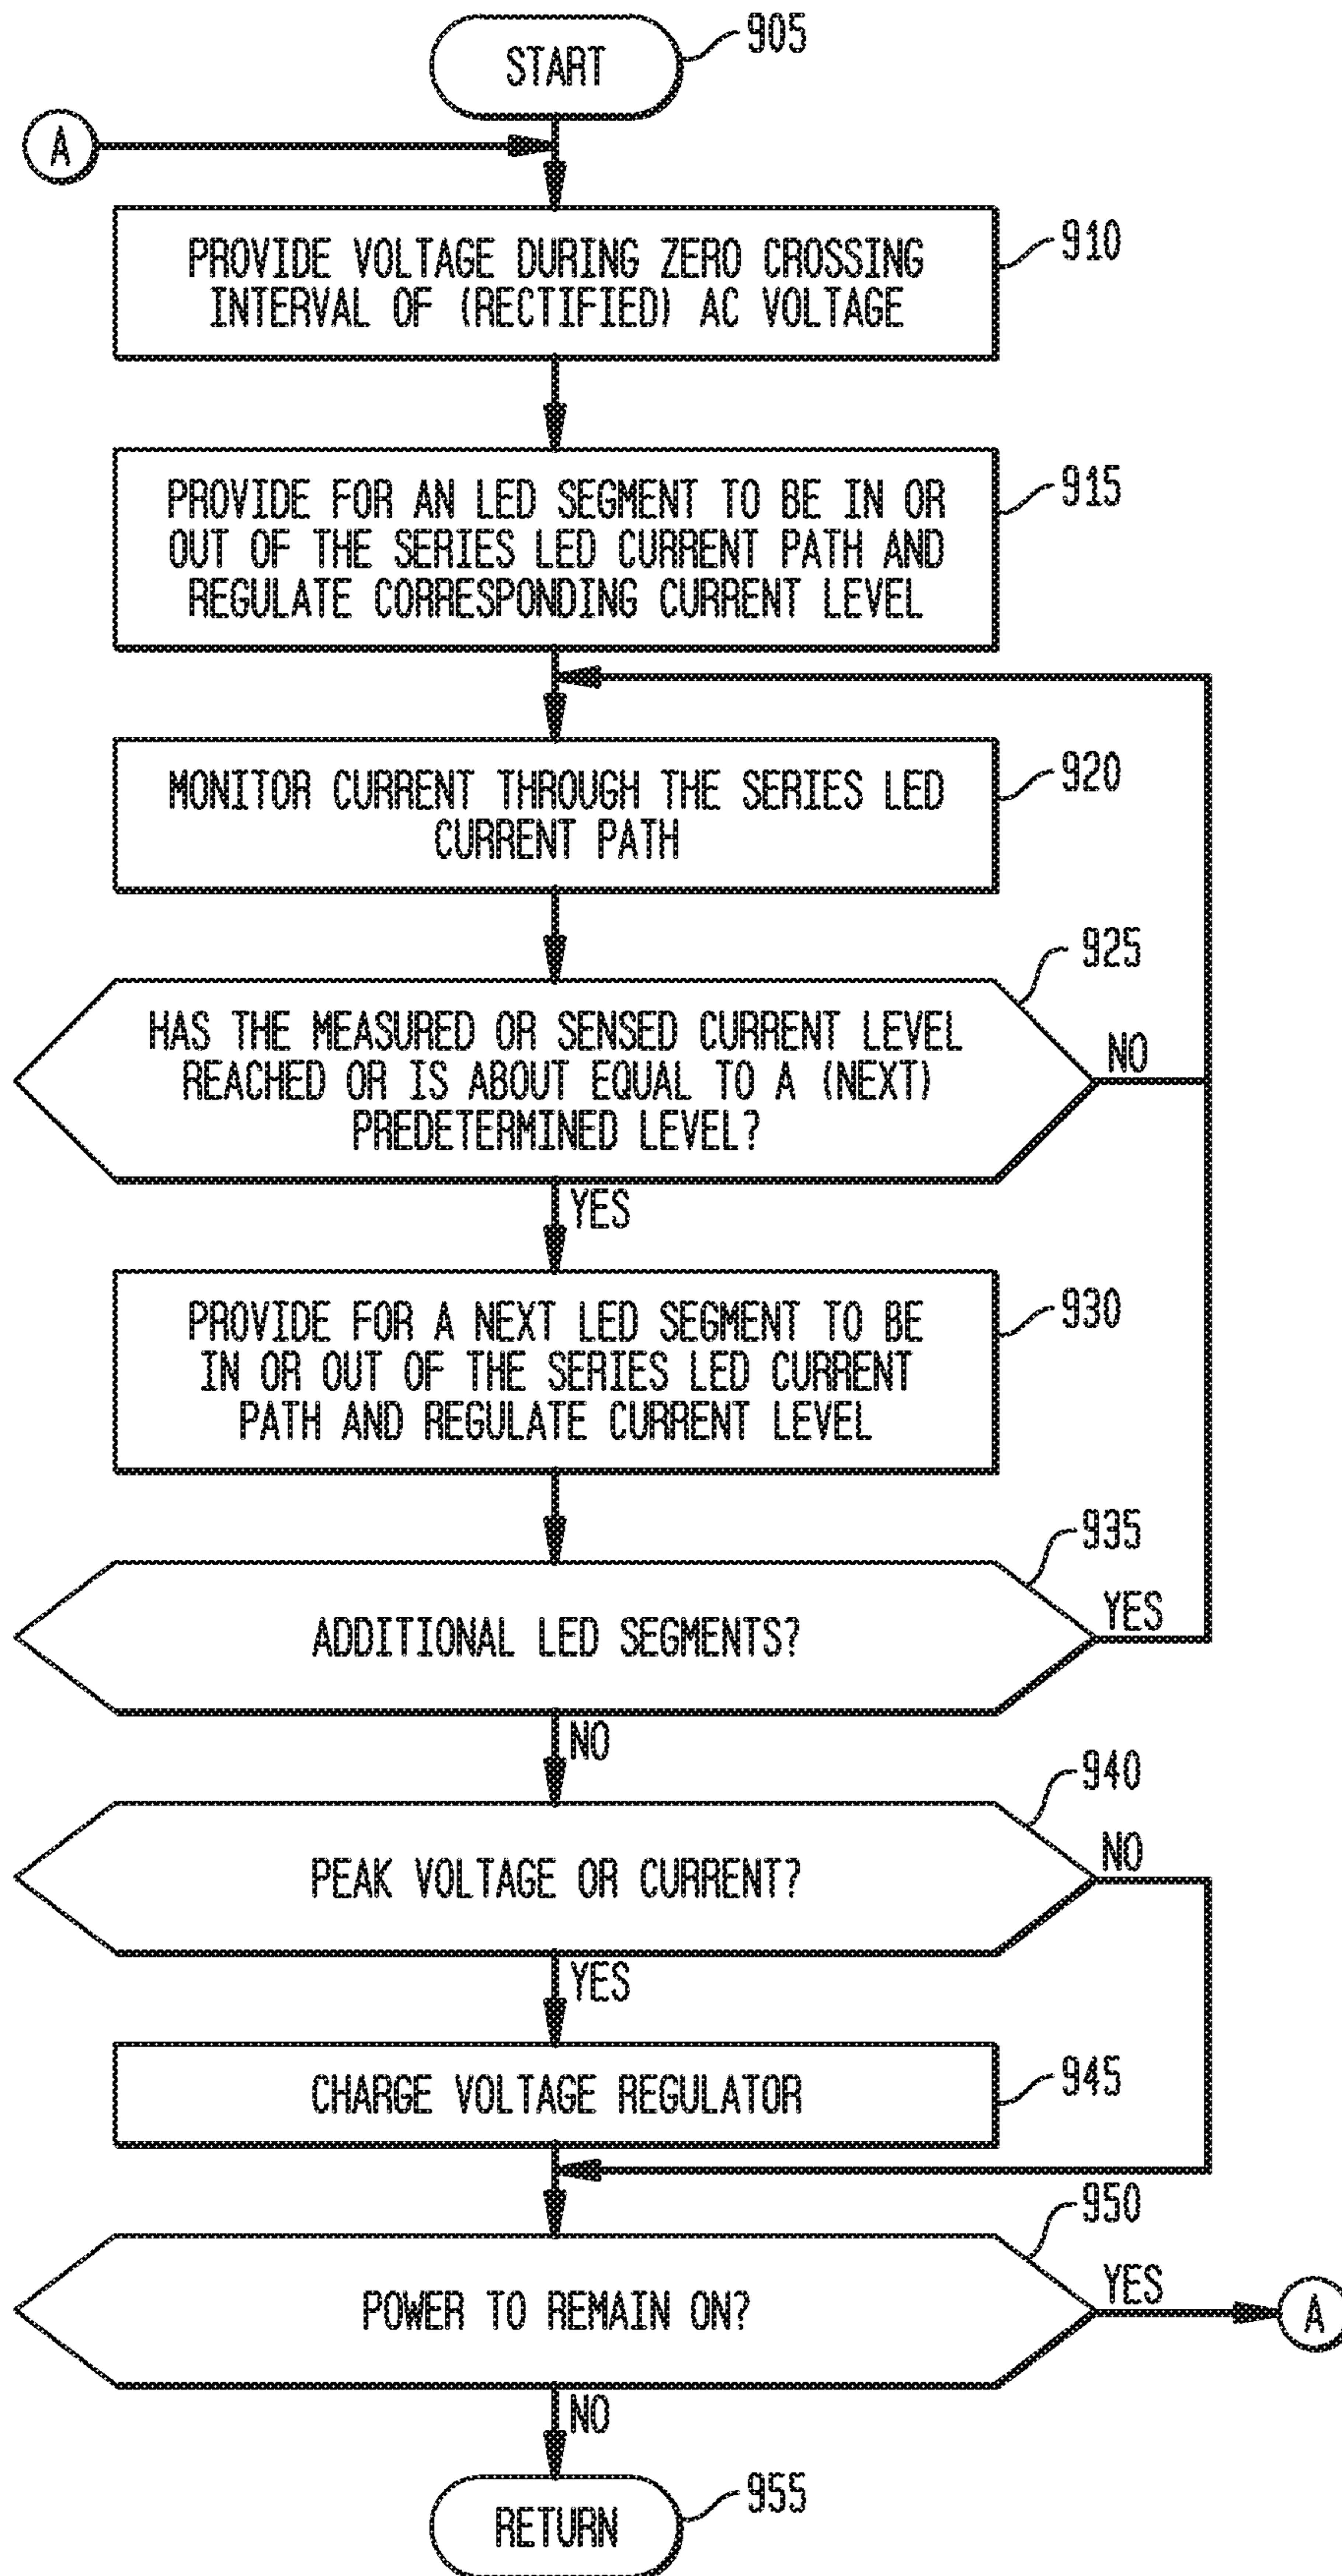 START
905
A
PROVIDE VOLTAGE DURING ZERO CROSSING
INTERVAL OF (RECTIFIED) AC VOLTAGE
910
PROVIDE FOR AN LED SEGMENT TO BE IN OR
OUT OF THE SERIES LED CURRENT PATH AND
REGULATE CORRESPONDING CURRENT LEVEL
915
MONITOR CURRENT THROUGH THE SERIES LED
CURRENT PATH
920
HAS THE MEASURED OR SENSED CURRENT LEVEL
REACHED OR IS ABOUT EQUAL TO A (NEXT)
PREDETERMINED LEVEL?
925
NO
YES
PROVIDE FOR A NEXT LED SEGMENT TO BE
IN OR OUT OF THE SERIES LED CURRENT
PATH AND REGULATE CURRENT LEVEL
930
ADDITIONAL LED SEGMENTS?
935
YES
NO
PEAK VOLTAGE OR CURRENT?
940
NO
YES
CHARGE VOLTAGE REGULATOR
945
POWER TO REMAIN ON?
950
YES
A
NO
RETURN
955